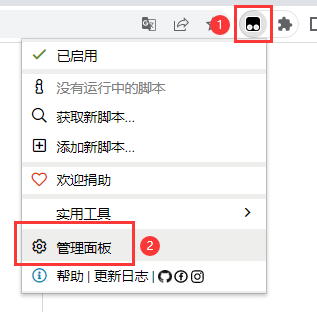 1
已启用
没有运行中的脚本
获取新脚本...
添加新脚本...
欢迎捐助
实用工具
管理面板 2
帮助 | 更新日志 |